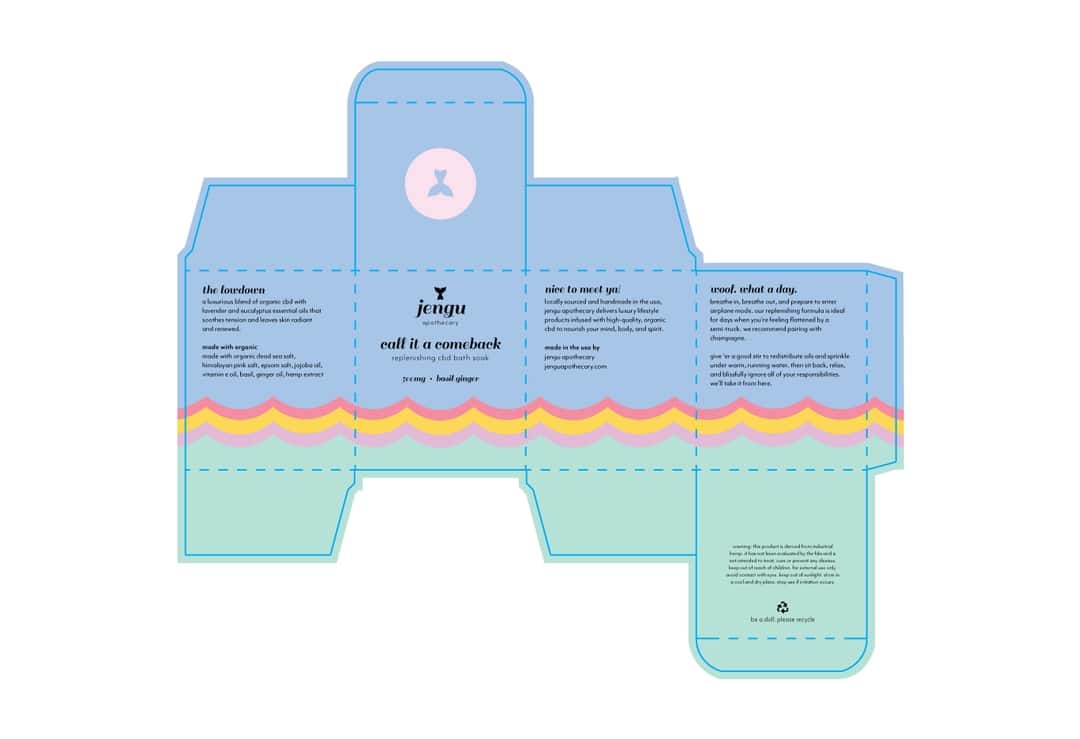 the lowdown
a luxurious blend of organic cbd with
lavender and eucalyptus essential oils that
soothes tension and leaves skin radiant
and renewed.
made with organic
made with organic dead sea salt,
himalayan pink salt, epsom salt, jojoba oil,
vitamin e oil, basil, ginger oil, hemp extract
jengu
apothecary
call it a comeback
replenishing cbd bath soak
500mg • basil ginger
nice to meet ya!
locally sourced and handmade in the usa,
jengu apothecary delivers luxury lifestyle
products infused with high-quality, organic
cbd to nourish your mind, body, and spirit.
made in the usa by
jengu apothecary
jenguapothecary.com
woof. what a day.
breathe in, breathe out, and prepare to enter
airplane mode. our replenishing formula is ideal
for days when you're feeling flattened by a
semi-truck. we recommend pairing with
champagne.
give 'er a good stir to redistribute oils and sprinkle
under warm, running water. then sit back, relax,
and blissfully ignore all of your responsibilities.
we'll take it from here.
warning: this product is derived from industrial
hemp. it has not been evaluated by the fda and is
not intended to treat, cure or prevent any disease.
keep out of reach of children. for external use only.
avoid contact with eyes. keep out of sunlight. store in
a cool and dry place. stop use if irritation occurs.
be a doll, please recycle